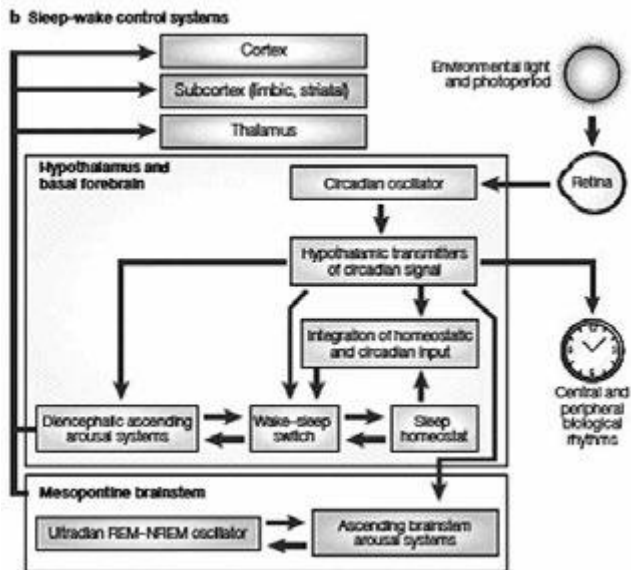 b Sleep-wake control systems
Cortex
Subcortex (limbic, striatal)
Thalamus
Environmental light
and photoperiod
Retina
Hypothalamus and
basal forebrain
Circadian oscillator
Hypothalamic transmitters
of circadian signal
Integration of homeostatic
and circadian input
Diencephalic ascending
arousal systems
Wake–sleep
switch
Sleep
homeostat
Central and
peripheral
biological
rhythms
Mesopontine brainstem
Ultradian REM–NREM oscillator
Ascending brainstem
arousal systems